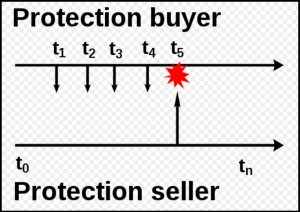 Protection buyer
t1 t2 t3 t4 t5
t0 tn
Protection seller